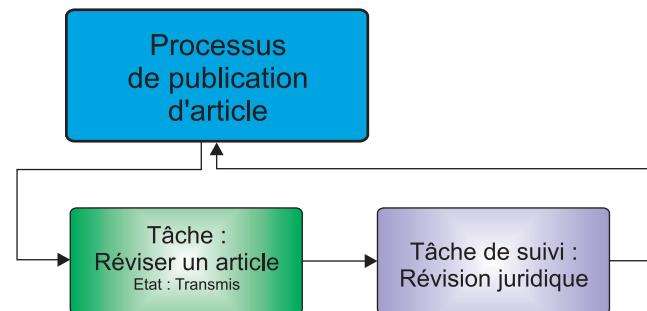 Processus
de publication
d'article
Tâche :
Réviser un article
Etat : Transmis
Tâche de suivi :
Révision juridique